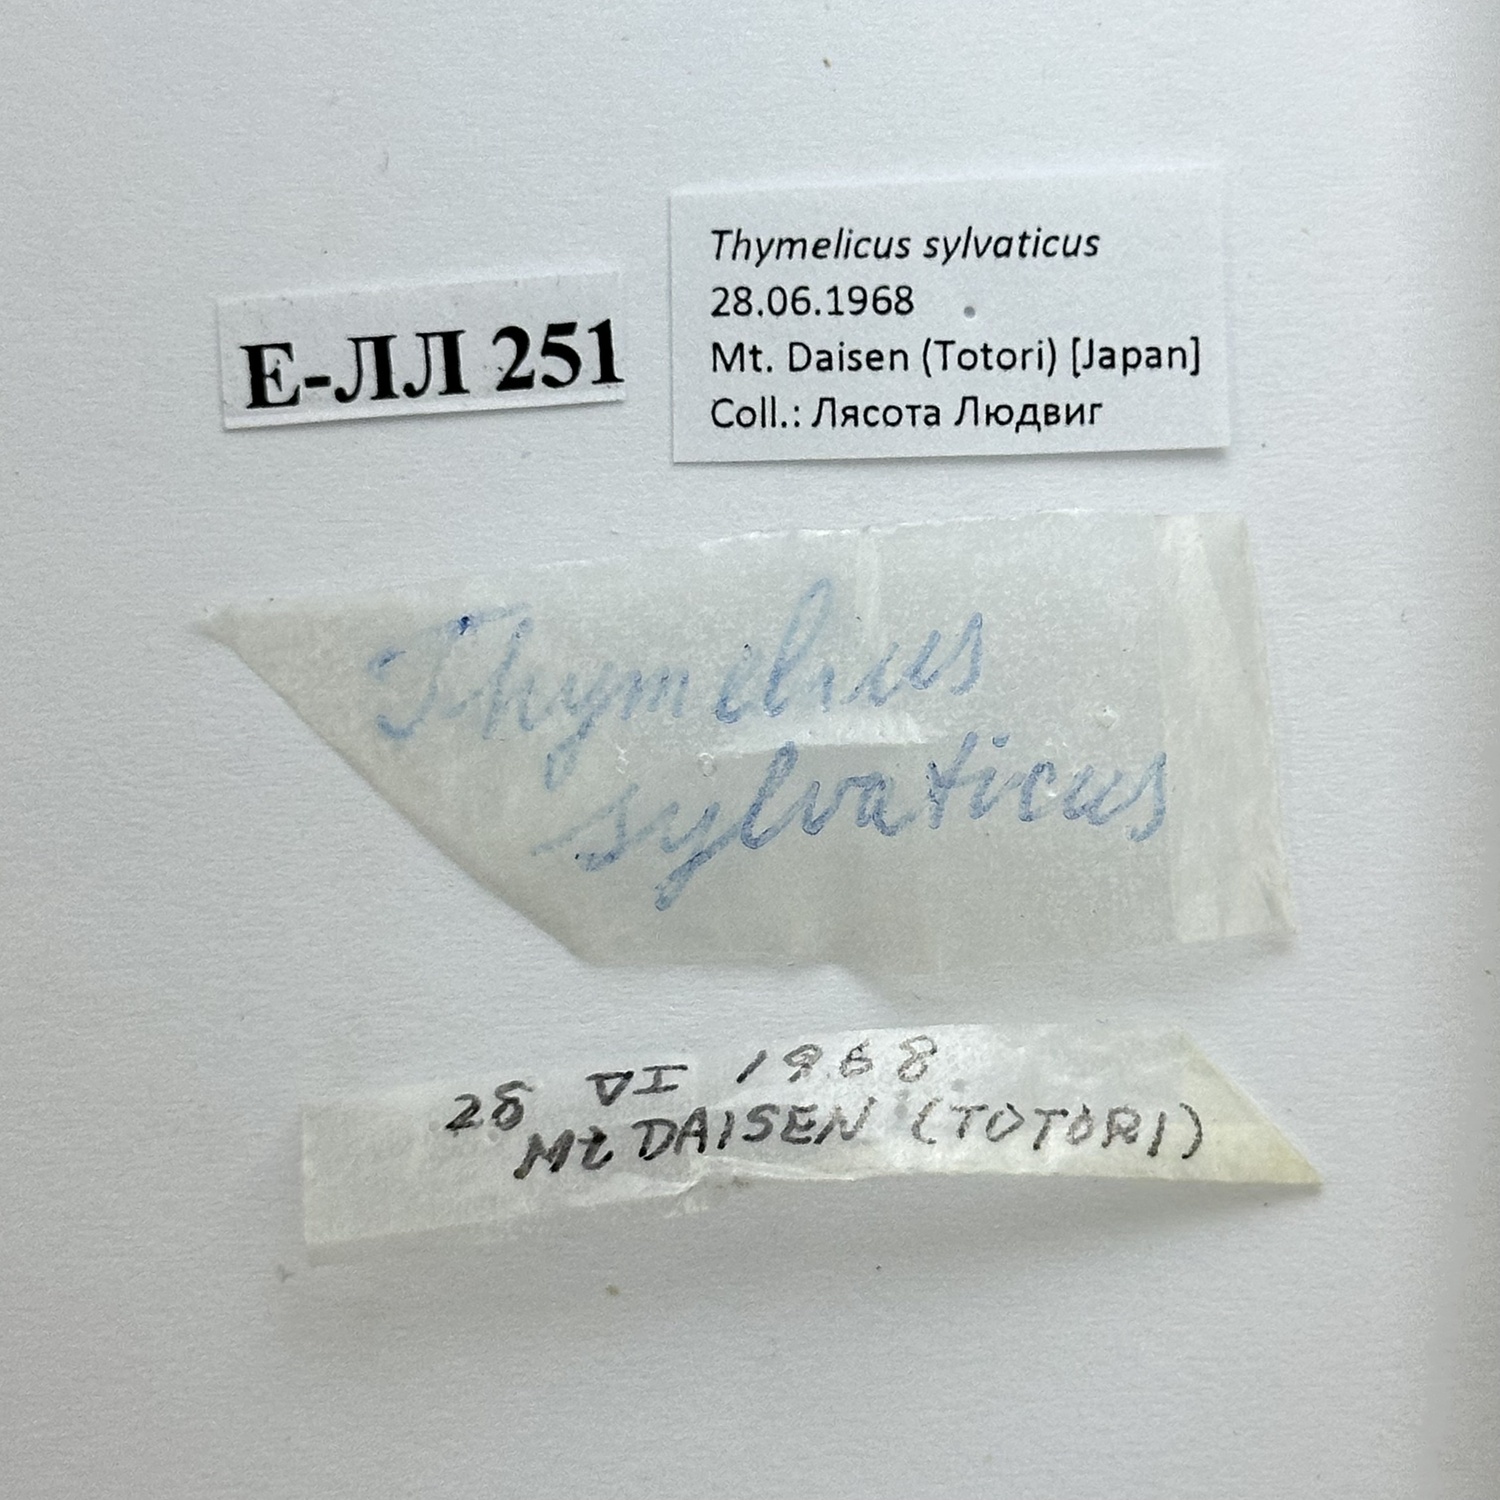 Е-ЛЛ 251
Thymelicus sylvaticus
28.06.1968
Mt. Daisen (Totori) [Japan]
Coll.: Лясота Людвиг
Thymelius
sylvaticus
28 VI 1968
Mt DAISEN (TOTORI)